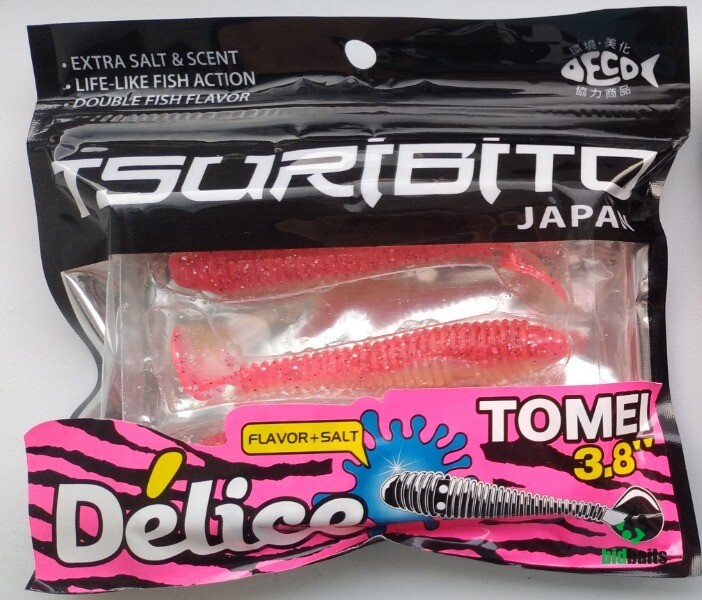 • EXTRA SALT & SCENT
• LIFE-LIKE FISH ACTION
• DOUBLE FISH FLAVOR
環境・美化
DECO
協力商品
TSURIBITO
JAPAN
TOMEI
3.8"
FLAVOR+SALT
Délice
bidbaits